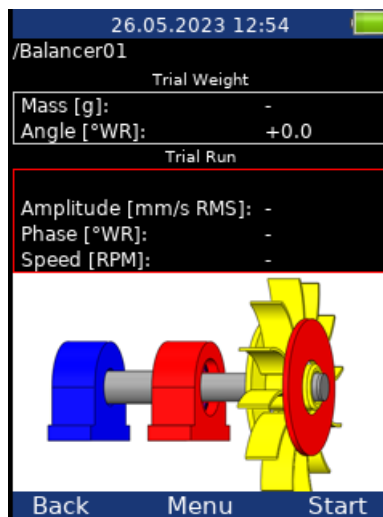 26.05.2023 12:54
/Balancer01
Trial Weight
Mass [g]: -
Angle [°WR]: +0.0
Trial Run
Amplitude [mm/s RMS]: -
Phase [°WR]: -
Speed [RPM]: -
Back Menu Start